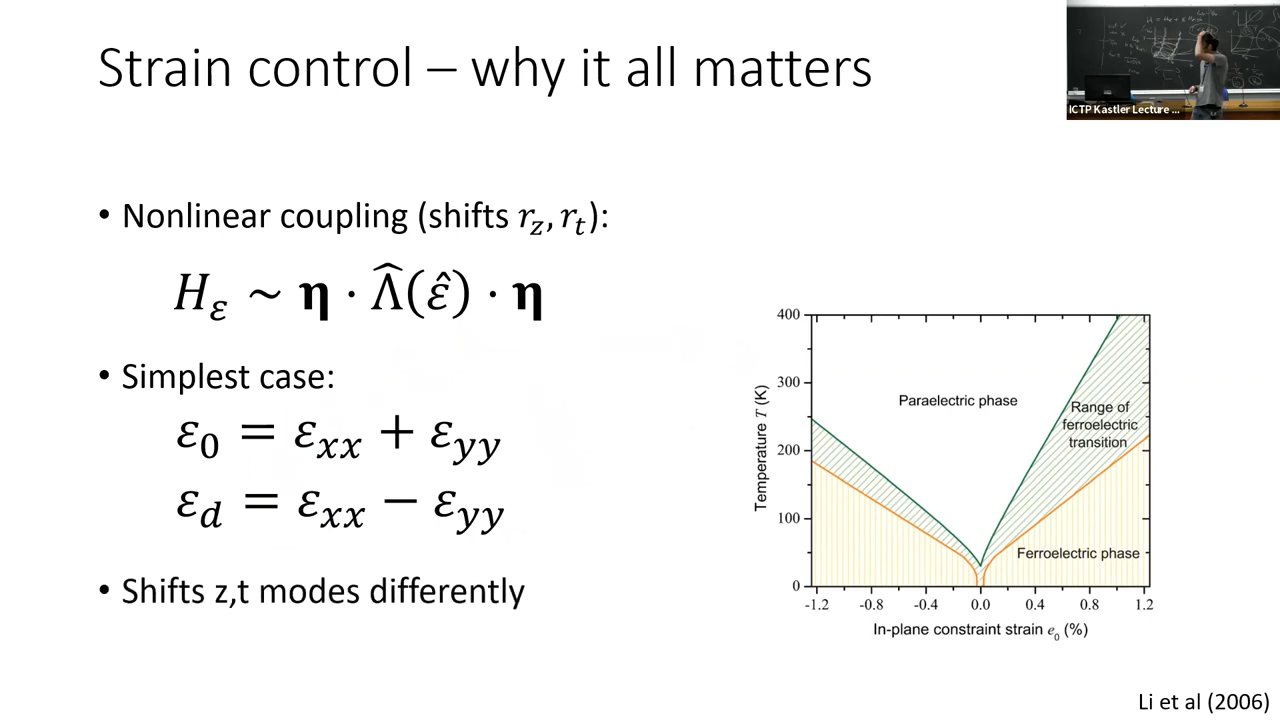 Strain control – why it all matters
ICTP Kastler Lecture ...
• Nonlinear coupling (shifts r_z, r_t):
H_ε ~ η · Λ̂(ε̂) · η
• Simplest case:
ε₀ = ε_xx + ε_yy
ε_d = ε_xx − ε_yy
• Shifts z,t modes differently
400
300
200
100
0
Temperature T (K)
Paraelectric phase
Range of
ferroelectric
transition
Ferroelectric phase
-1.2 -0.8 -0.4 0.0 0.4 0.8 1.2
In-plane constraint strain e₀ (%)
Li et al (2006)